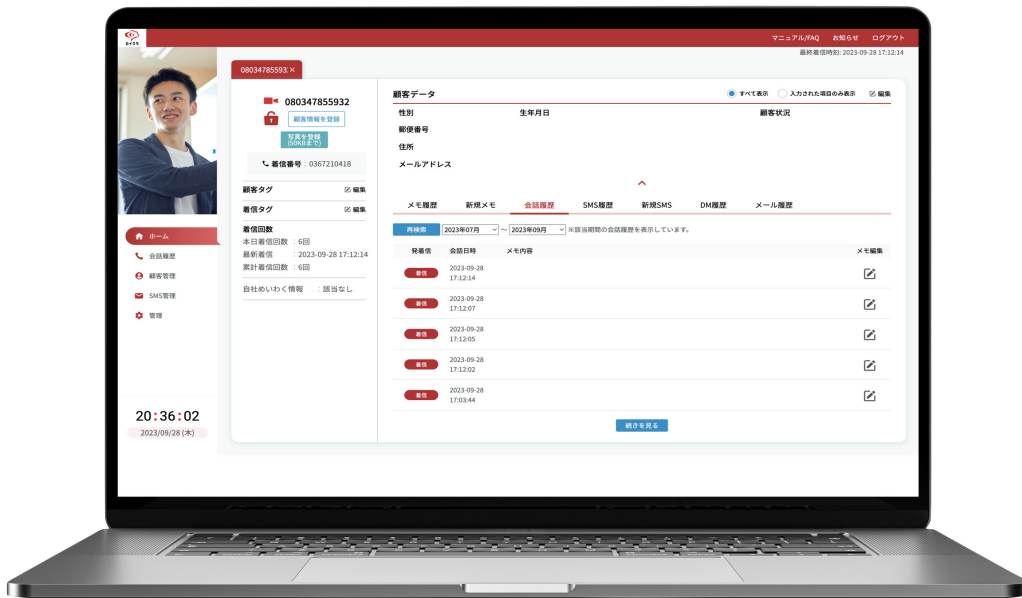 カイクラ
マニュアル/FAQ お知らせ ログアウト
最終着信時刻: 2023-09-28 17:12:14
08034785593 ×
080347855932
顧客情報を登録
写真を登録
(50KBまで)
着信番号 : 0367210418
顧客タグ 編集
着信タグ 編集
着信回数
本日着信回数 : 6回
最新着信 : 2023-09-28 17:12:14
累計着信回数 : 6回
自社めいわく情報 : 該当なし
ホーム
会話履歴
顧客管理
SMS管理
管理
20:36:02
2023/09/28 (木)
顧客データ すべて表示 入力された項目のみ表示 編集
性別 生年月日 顧客状況
郵便番号
住所
メールアドレス
メモ履歴 新規メモ 会話履歴 SMS履歴 新規SMS DM履歴 メール履歴
再検索 2023年07月 ~ 2023年09月 ※該当期間の会話履歴を表示しています。
発着信 会話日時 メモ内容 メモ編集
着信 2023-09-28
17:12:14
着信 2023-09-28
17:12:07
着信 2023-09-28
17:12:05
着信 2023-09-28
17:12:02
着信 2023-09-28
17:03:44
続きを見る